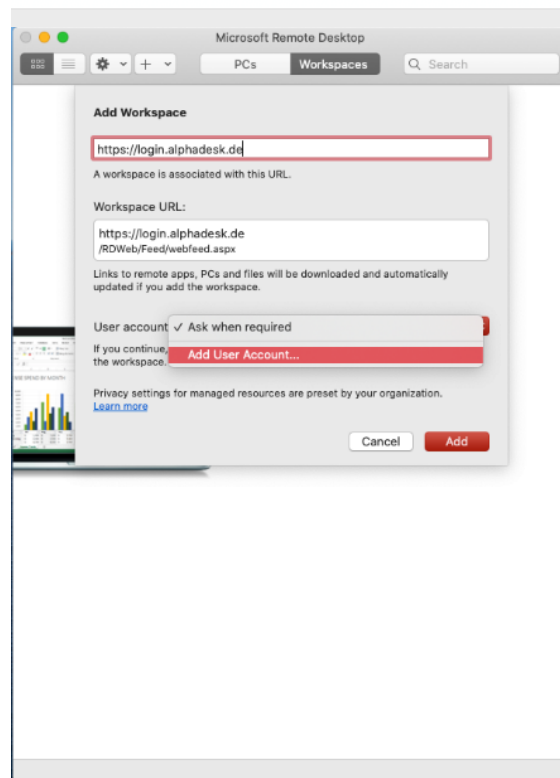 Microsoft Remote Desktop
PCs
Workspaces
Search
Add Workspace
https://login.alphadesk.de
A workspace is associated with this URL.
Workspace URL:
https://login.alphadesk.de
/RDWeb/Feed/webfeed.aspx
Links to remote apps, PCs and files will be downloaded and automatically
updated if you add the workspace.
User account
✓ Ask when required
Add User Account...
If you continue,
the workspace.
Privacy settings for managed resources are preset by your organization.
Learn more
Cancel
Add